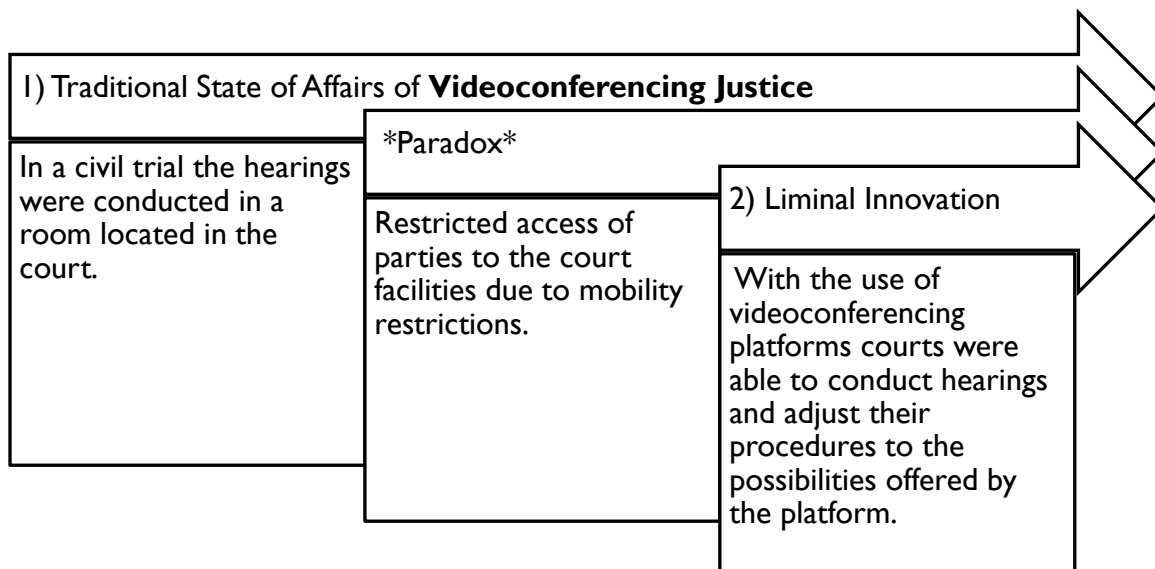 1) Traditional State of Affairs of Videoconferencing Justice
In a civil trial the hearings
were conducted in a
room located in the
court.
*Paradox*
Restricted access of
parties to the court
facilities due to mobility
restrictions.
2) Liminal Innovation
With the use of
videoconferencing
platforms courts were
able to conduct hearings
and adjust their
procedures to the
possibilities offered by
the platform.